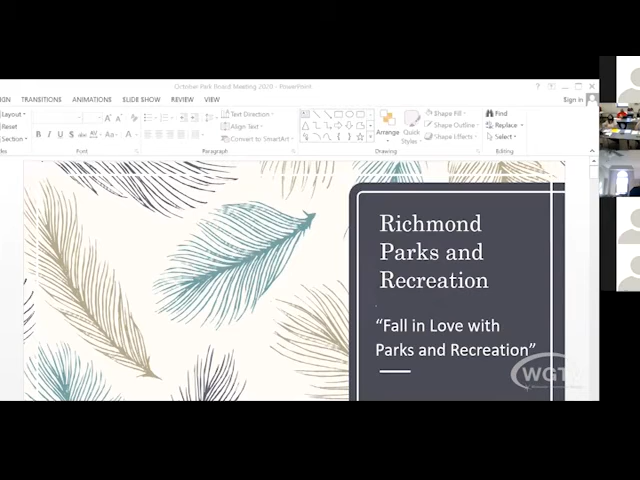 October Park Board Meeting 2020 - PowerPoint
Sign in
TRANSITIONS ANIMATIONS SLIDE SHOW REVIEW VIEW
Layout
Reset
Section
Text Direction
Align Text
Convert to SmartArt
Arrange
Quick
Styles
Shape Fill
Shape Outline
Shape Effects
Find
Replace
Select
Font
Paragraph
Drawing
Editing
Richmond
Parks and
Recreation
“Fall in Love with
Parks and Recreation”
WGTV